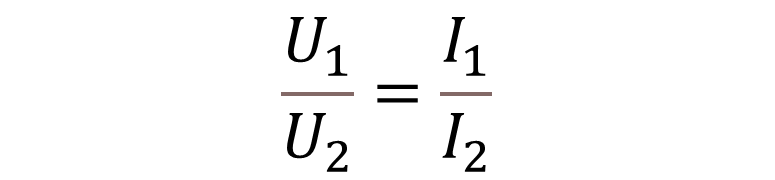 U₁/U₂ = I₁/I₂